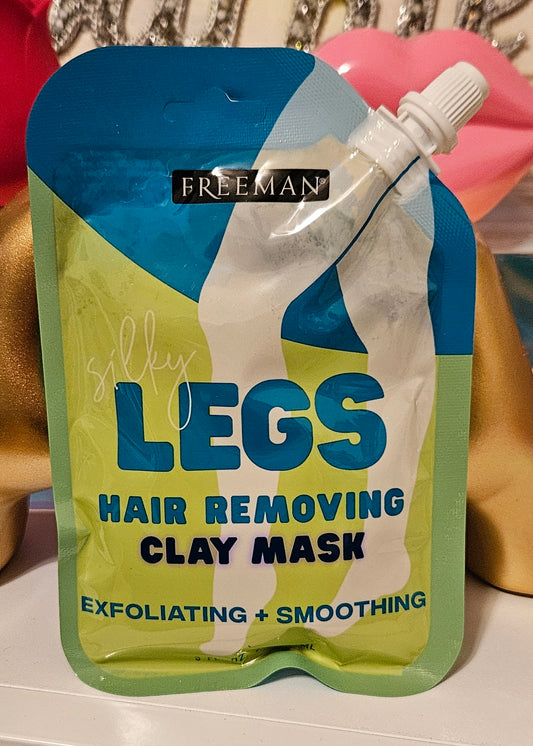 FREEMAN
silky
LEGS
HAIR REMOVING
CLAY MASK
EXFOLIATING + SMOOTHING